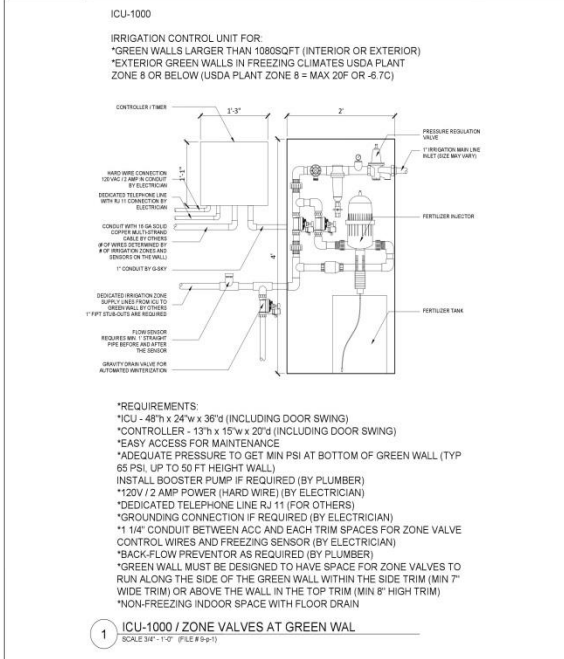 ICU-1000
IRRIGATION CONTROL UNIT FOR:
*GREEN WALLS LARGER THAN 1080SQFT (INTERIOR OR EXTERIOR)
*EXTERIOR GREEN WALLS IN FREEZING CLIMATES USDA PLANT
ZONE 8 OR BELOW (USDA PLANT ZONE 8 = MAX 20F OR -6.7C)
CONTROLLER / TIMER
1'-3"
2'
PRESSURE REGULATION
VALVE
1" IRRIGATION MAIN LINE
INLET (SIZE MAY VARY)
1'-1"
HARD WIRE CONNECTION
120VAC / 2 AMP IN CONDUIT
BY ELECTRICIAN
DEDICATED TELEPHONE LINE
WITH RJ 11 CONNECTION BY
ELECTRICIAN
CONDUIT WITH 18 GA SOLID
COPPER MULTI-STRAND
CABLE BY OTHERS
(# OF WIRES DETERMINED BY
# OF IRRIGATION ZONES AND
SENSORS ON THE WALL)
1" CONDUIT BY G-SKY
4'
FERTILIZER INJECTOR
DEDICATED IRRIGATION ZONE
SUPPLY LINES FROM ICU TO
GREEN WALL BY OTHERS
1" FIPT STUB-OUTS ARE REQUIRED
FLOW SENSOR
REQUIRES MIN. 1' STRAIGHT
PIPE BEFORE AND AFTER
THE SENSOR
GRAVITY DRAIN VALVE FOR
AUTOMATED WINTERIZATION
FERTILIZER TANK
*REQUIREMENTS:
*ICU - 48"h x 24"w x 36"d (INCLUDING DOOR SWING)
*CONTROLLER - 13"h x 15"w x 20"d (INCLUDING DOOR SWING)
*EASY ACCESS FOR MAINTENANCE
*ADEQUATE PRESSURE TO GET MIN PSI AT BOTTOM OF GREEN WALL (TYP
65 PSI, UP TO 50 FT HEIGHT WALL)
INSTALL BOOSTER PUMP IF REQUIRED (BY PLUMBER)
*120V / 2 AMP POWER (HARD WIRE) (BY ELECTRICIAN)
*DEDICATED TELEPHONE LINE RJ 11 (FOR OTHERS)
*GROUNDING CONNECTION IF REQUIRED (BY ELECTRICIAN)
*1 1/4" CONDUIT BETWEEN ACC AND EACH TRIM SPACES FOR ZONE VALVE
CONTROL WIRES AND FREEZING SENSOR (BY ELECTRICIAN)
*BACK-FLOW PREVENTOR AS REQUIRED (BY PLUMBER)
*GREEN WALL MUST BE DESIGNED TO HAVE SPACE FOR ZONE VALVES TO
RUN ALONG THE SIDE OF THE GREEN WALL WITHIN THE SIDE TRIM (MIN 7"
WIDE TRIM) OR ABOVE THE WALL IN THE TOP TRIM (MIN 8" HIGH TRIM)
*NON-FREEZING INDOOR SPACE WITH FLOOR DRAIN
1
ICU-1000 / ZONE VALVES AT GREEN WAL
SCALE 3/4" - 1'-0" (FILE # 9-p-1)